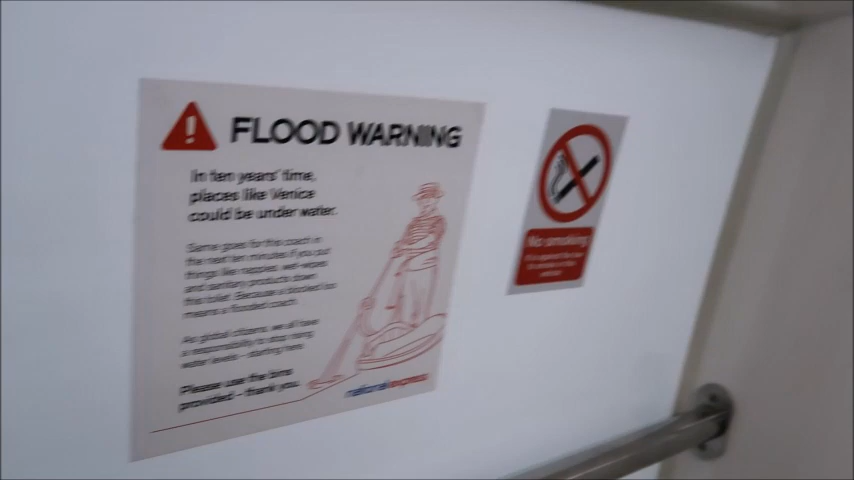 FLOOD WARNING
In ten years' time,
places like Venice
could be under water.
Same goes for this coach in
the next ten minutes if you put
things like nappies, wet-wipes
and sanitary products down
this toilet. Because a blocked loo
means a flooded coach.
As global citizens, we all have
a responsibility to stop rising
water levels - starting here.
Please use the bins
provided - thank you.
national express
No smoking